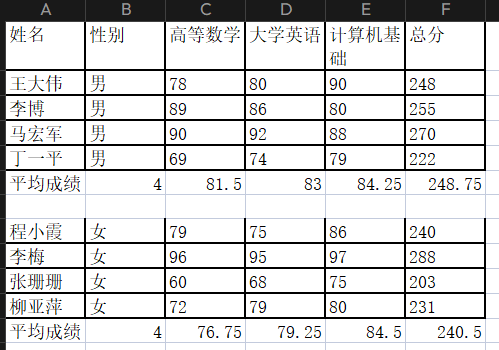 A B C D E F
姓名 性别 高等数学 大学英语 计算机基础 总分
王大伟 男 78 80 90 248
李博 男 89 86 80 255
马宏军 男 90 92 88 270
丁一平 男 69 74 79 222
平均成绩 4 81.5 83 84.25 248.75
程小霞 女 79 75 86 240
李梅 女 96 95 97 288
张珊珊 女 60 68 75 203
柳亚萍 女 72 79 80 231
平均成绩 4 76.75 79.25 84.5 240.5